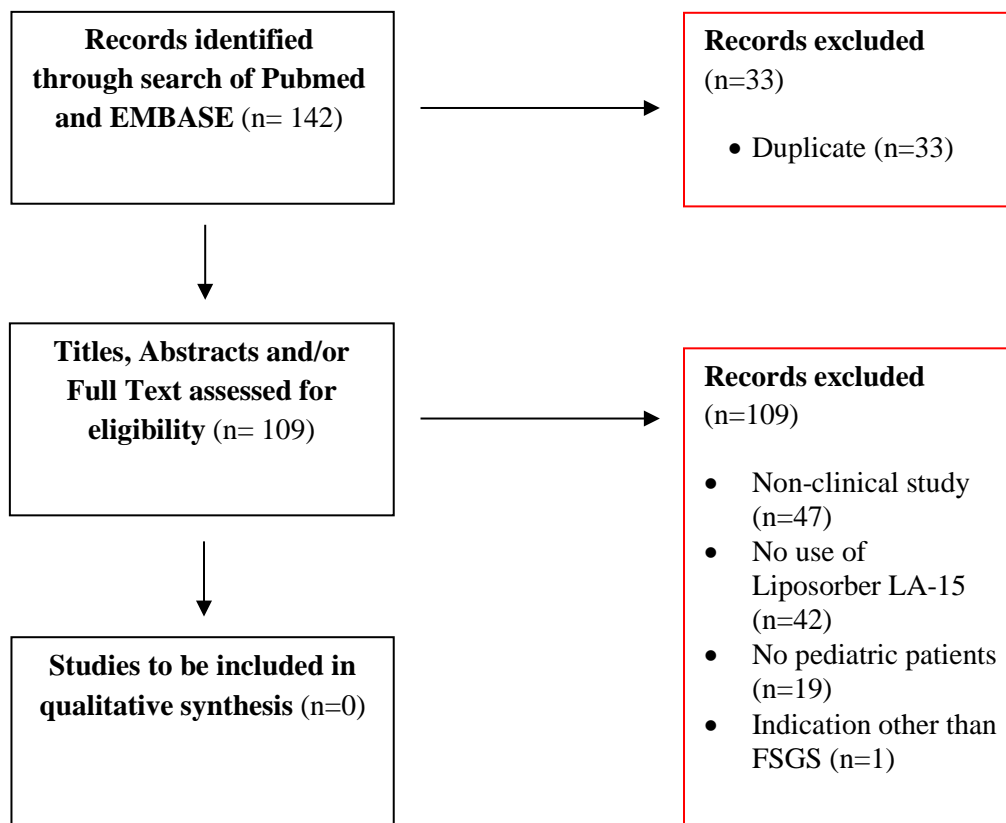 Records identified
through search of Pubmed
and EMBASE (n= 142)
Records excluded
(n=33)
• Duplicate (n=33)
Titles, Abstracts and/or
Full Text assessed for
eligibility (n= 109)
Records excluded
(n=109)
• Non-clinical study
(n=47)
• No use of
Liposorber LA-15
(n=42)
• No pediatric patients
(n=19)
• Indication other than
FSGS (n=1)
Studies to be included in
qualitative synthesis (n=0)